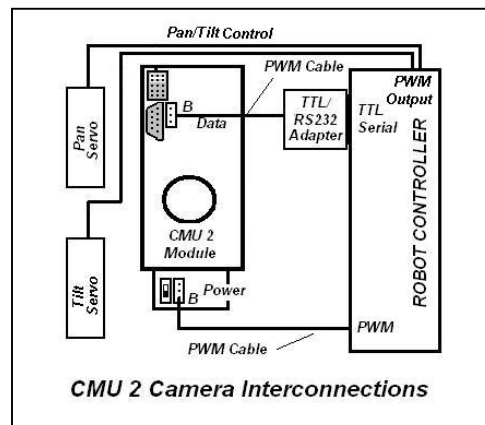 Pan/Tilt Control
PWM Cable
PWM
Output
B
Data
TTL/
RS232
Adapter
TTL
Serial
Pan
Servo
ROBOT CONTROLLER
CMU 2
Module
Tilt
Servo
Power
B
PWM
PWM Cable
CMU 2 Camera Interconnections